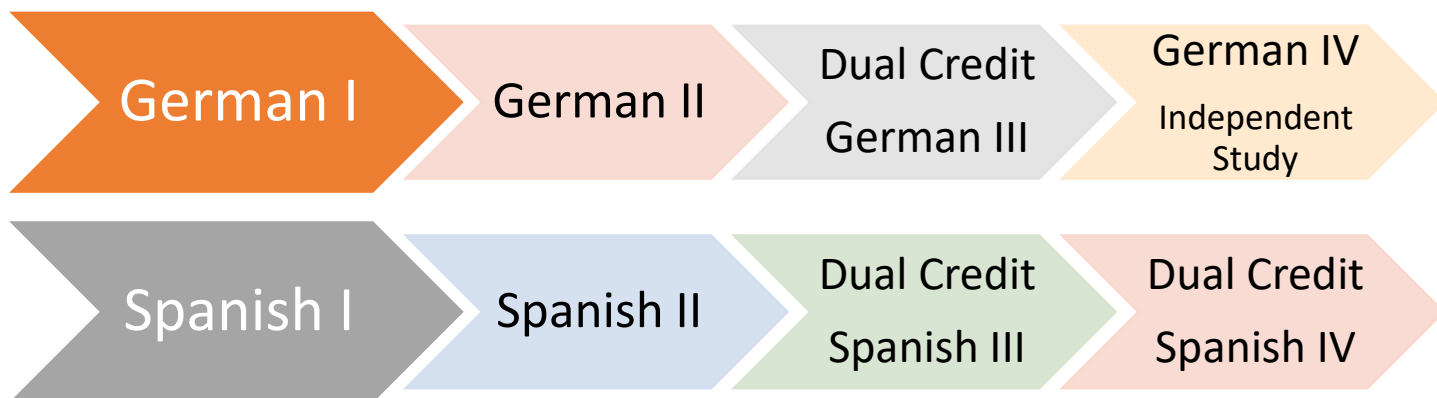 German I
German II
Dual Credit
German III
German IV
Independent
Study
Spanish I
Spanish II
Dual Credit
Spanish III
Dual Credit
Spanish IV